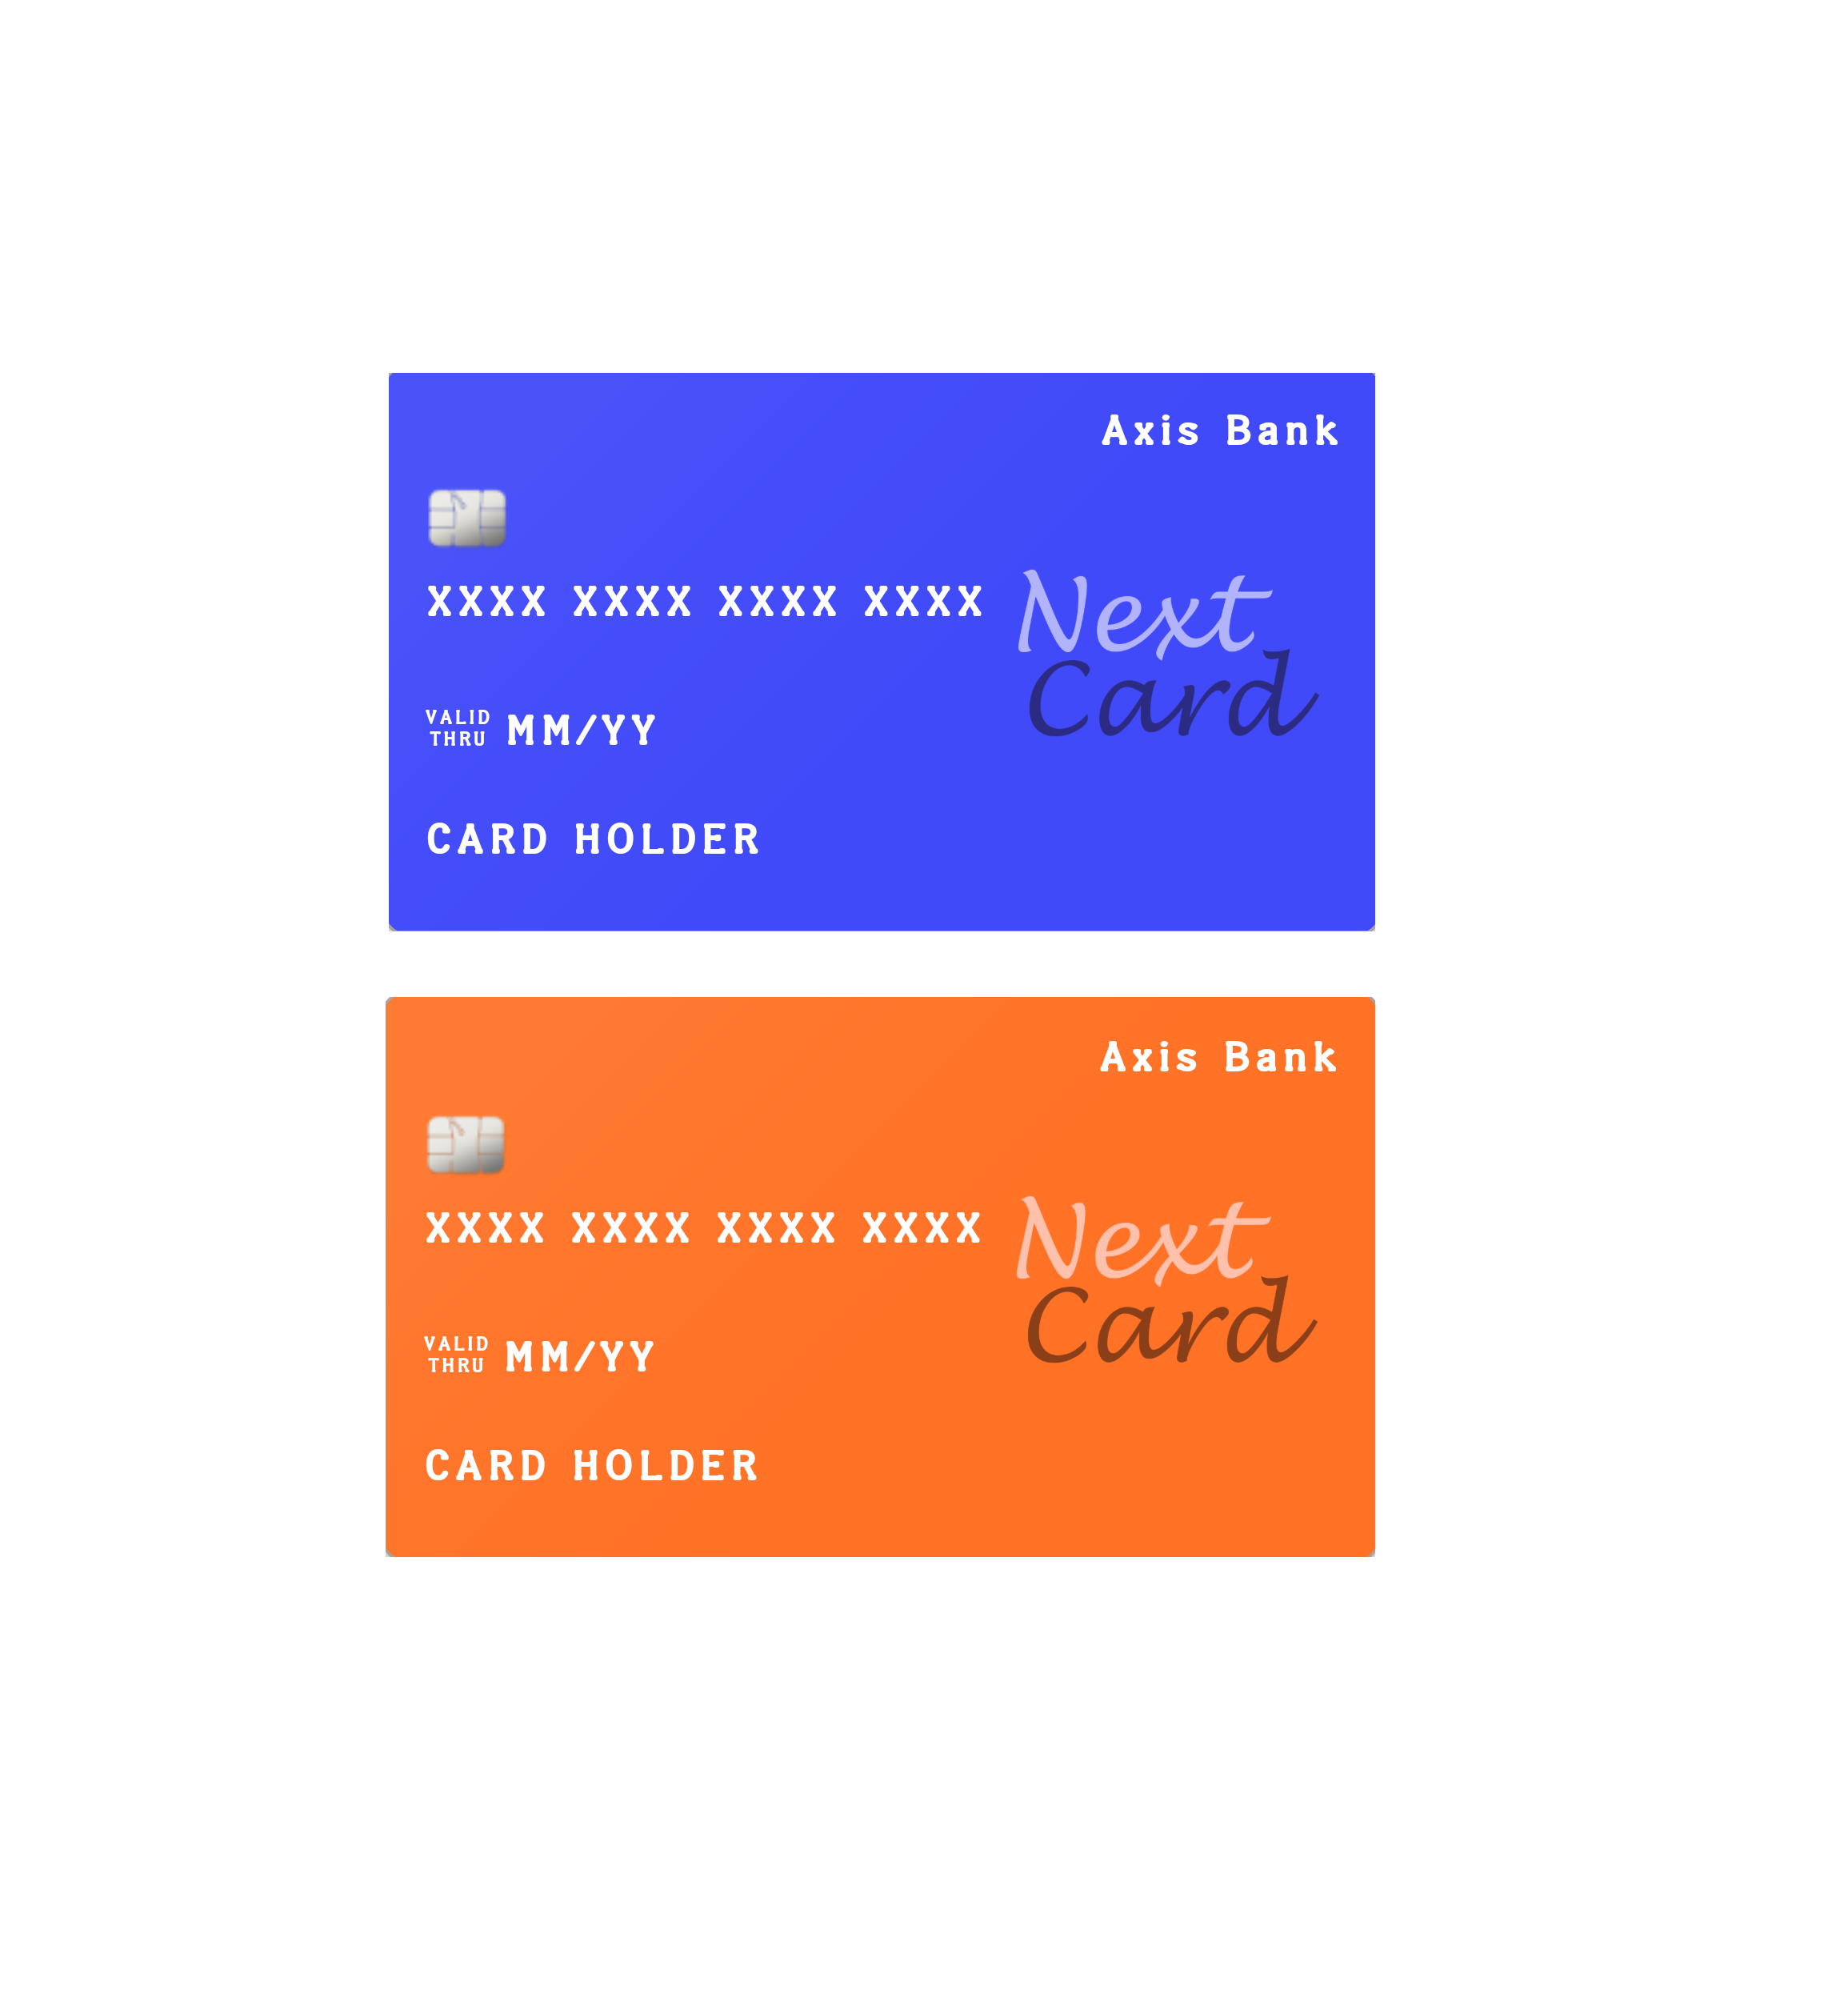 Axis Bank
XXXX XXXX XXXX XXXX
Next
Card
VALID
THRU MM/YY
CARD HOLDER
Axis Bank
XXXX XXXX XXXX XXXX
Next
Card
VALID
THRU MM/YY
CARD HOLDER